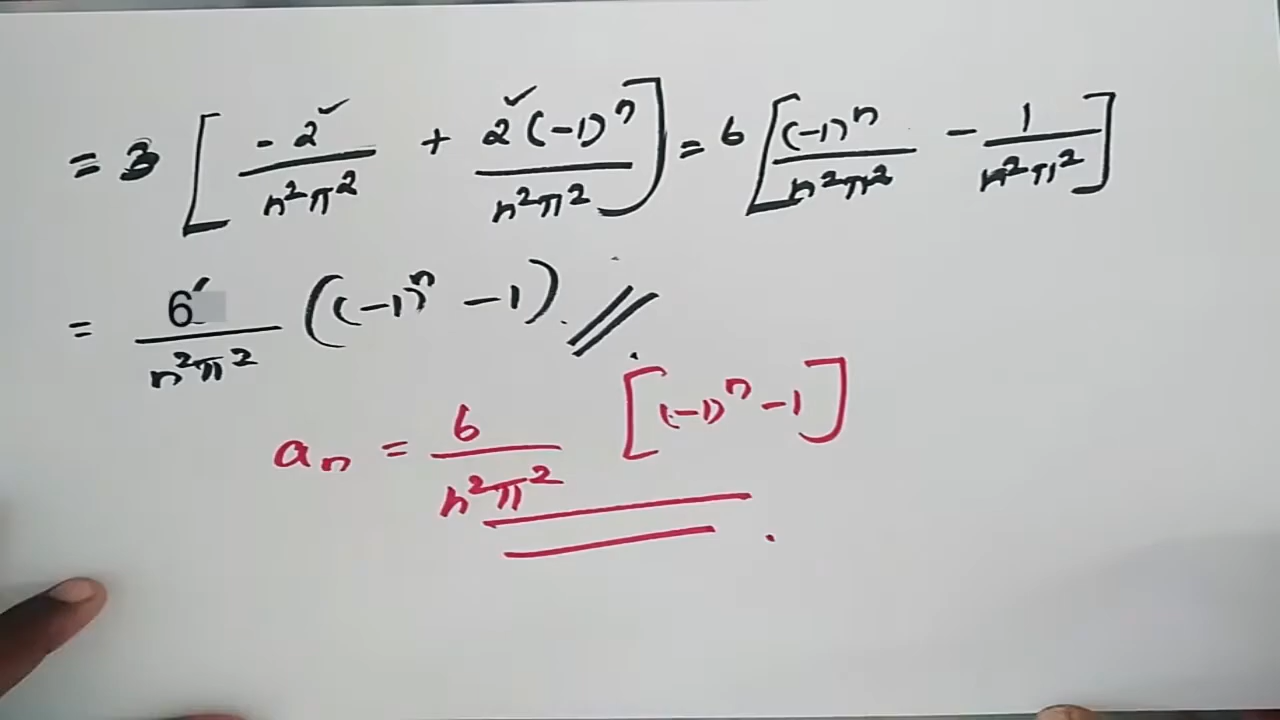 = 3 [ -2/n²π² + 2(-1)ⁿ/n²π² ] = 6 [ (-1)ⁿ/n²π² - 1/n²π² ]
= 6/n²π² ((-1)ⁿ - 1).
aₙ = 6/n²π² [(-1)ⁿ - 1]